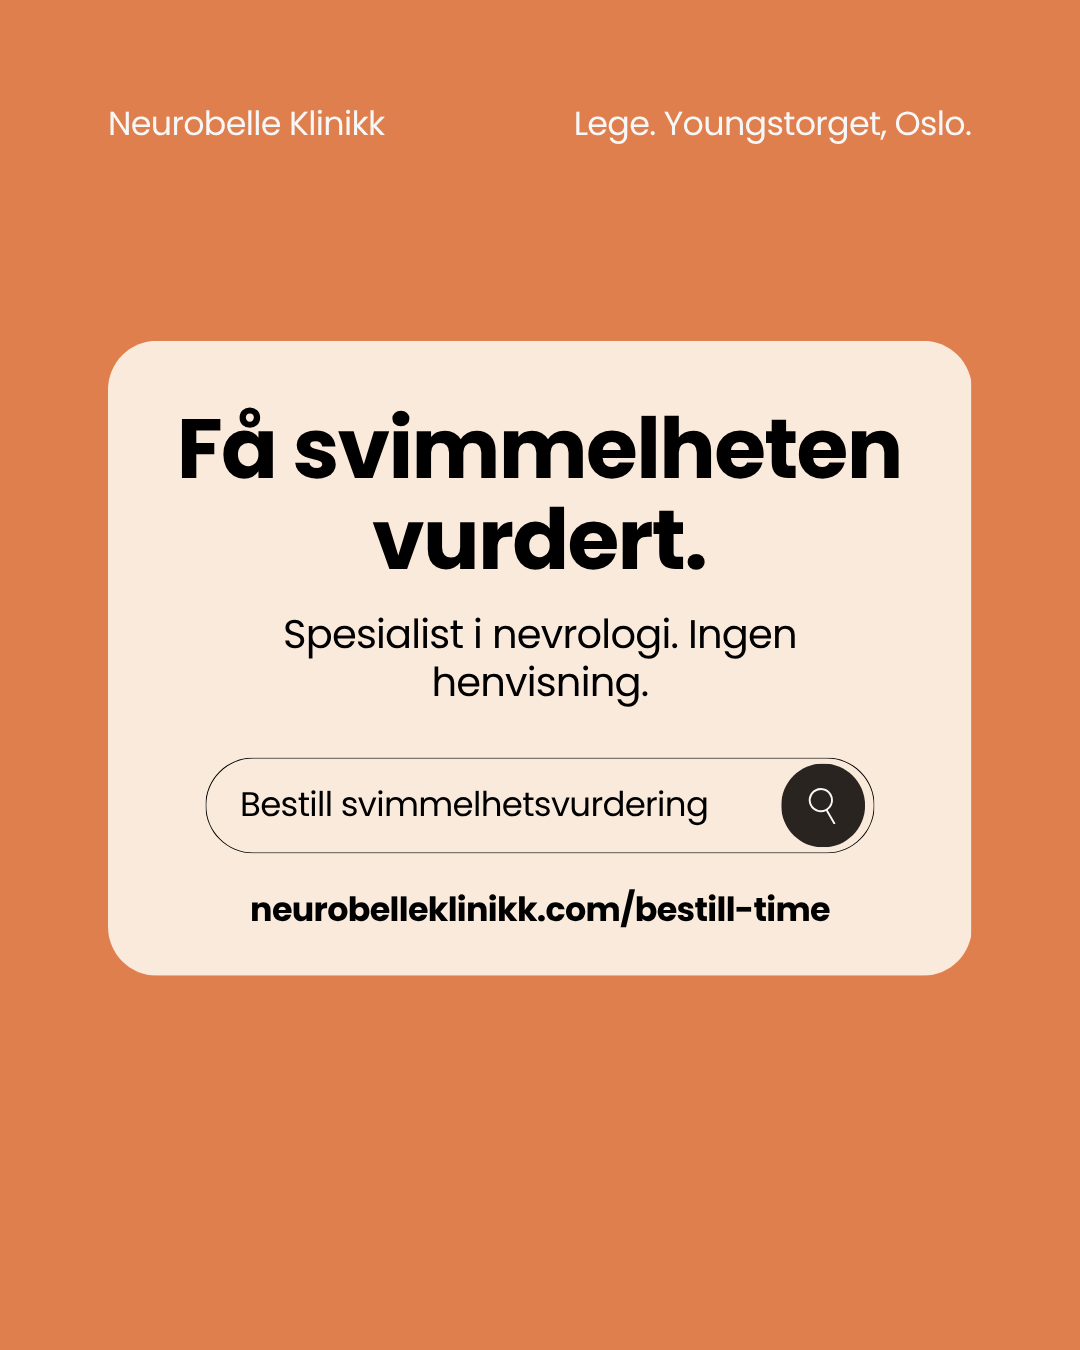 Neurobelle Klinikk
Lege. Youngstorget, Oslo.
Få svimmelheten
vurdert.
Spesialist i nevrologi. Ingen
henvisning.
Bestill svimmelhetsvurdering
neurobelleklinikk.com/bestill-time